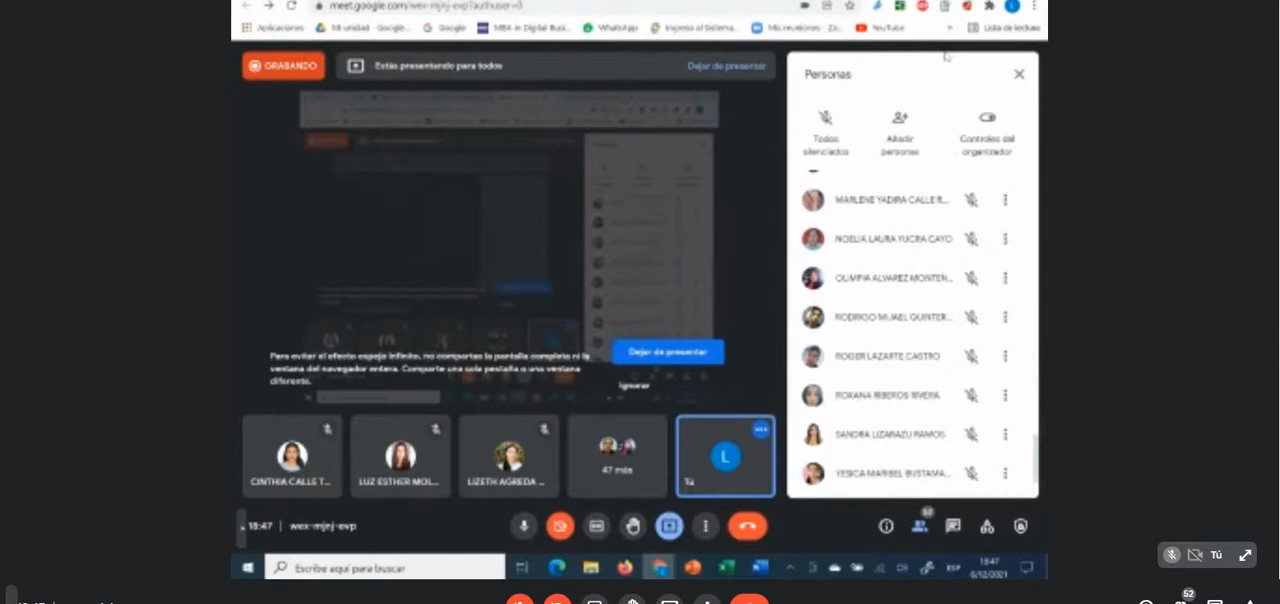 meet.google.com/wex-mjnj-evp?authuser=0
Aplicaciones
Mi unidad - Google...
Google
MBA in Digital Busi...
WhatsApp
Ingreso al Sistema...
Mis reuniones - Zo...
YouTube
»
Lista de lectura
GRABANDO
Estás presentando para todos
Dejar de presentar
Personas
Todos silenciados
Añadir personas
Controles del organizador
MARLENE YADIRA CALLE R...
NOELIA LAURA YUCRA CAYO
OLIMPIA ALVAREZ MONTEN...
RODRIGO MIJAEL QUINTER...
ROGER LAZARTE CASTRO
ROXANA RIBEROS RIVERA
SANDRA LIZARAZU RAMOS
YESICA MARIBEL BUSTAMA...
Para evitar el efecto espejo infinito, no compartas la pantalla completa ni la
ventana del navegador entera. Comparte una sola pestaña o una ventana
diferente.
Dejar de presentar
Ignorar
CINTHIA CALLE T...
LUZ ESTHER MOL...
LIZETH AGREDA ...
47 más
L
Tú
18:47 | wex-mjnj-evp
52
Escribe aquí para buscar
ESP
18:47
6/12/2021
Tú
52